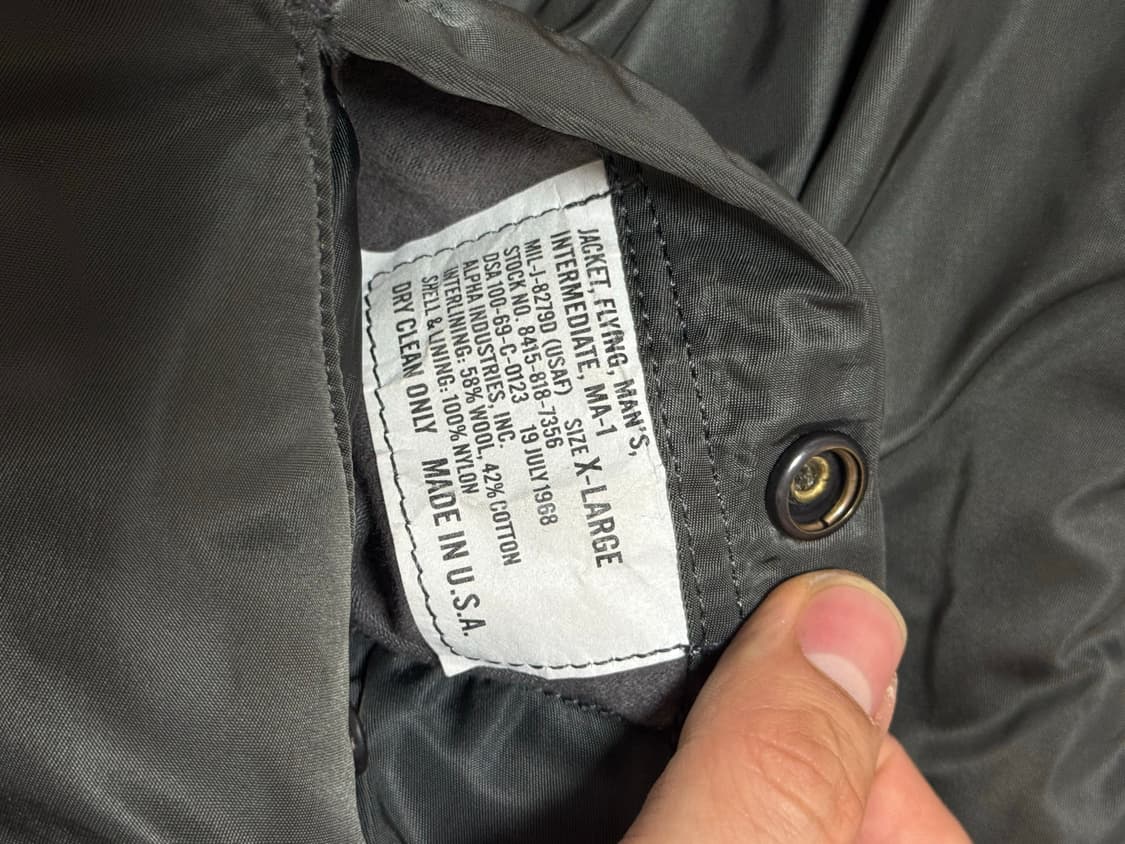 JACKET, FLYING, MAN'S,
INTERMEDIATE, MA-1
MIL-J-8279D (USAF) SIZE X-LARGE
STOCK NO. 8415-818-7356
DSA 100-69-C-0123 19 JULY 1968
ALPHA INDUSTRIES, INC.
INTERLINING: 58% WOOL, 42% COTTON
SHELL & LINING: 100% NYLON
DRY CLEAN ONLY MADE IN U.S.A.